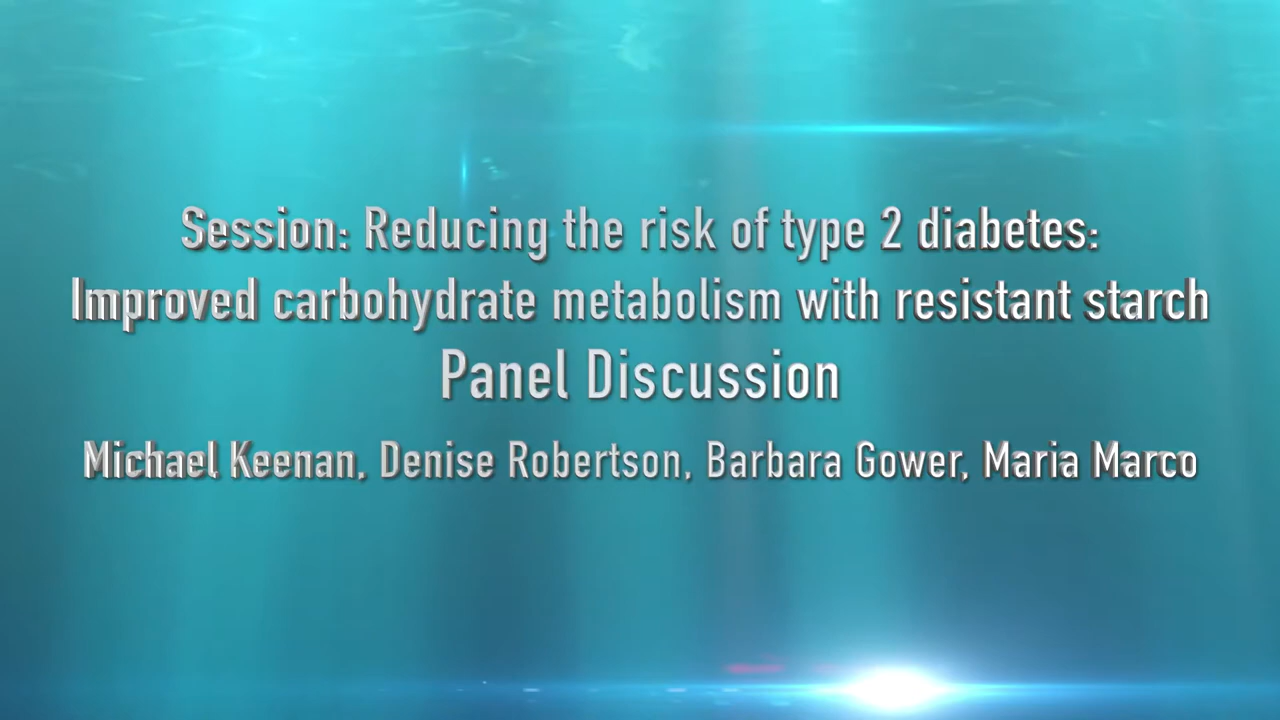 Session: Reducing the risk of type 2 diabetes:
Improved carbohydrate metabolism with resistant starch
Panel Discussion
Michael Keenan, Denise Robertson, Barbara Gower, Maria Marco